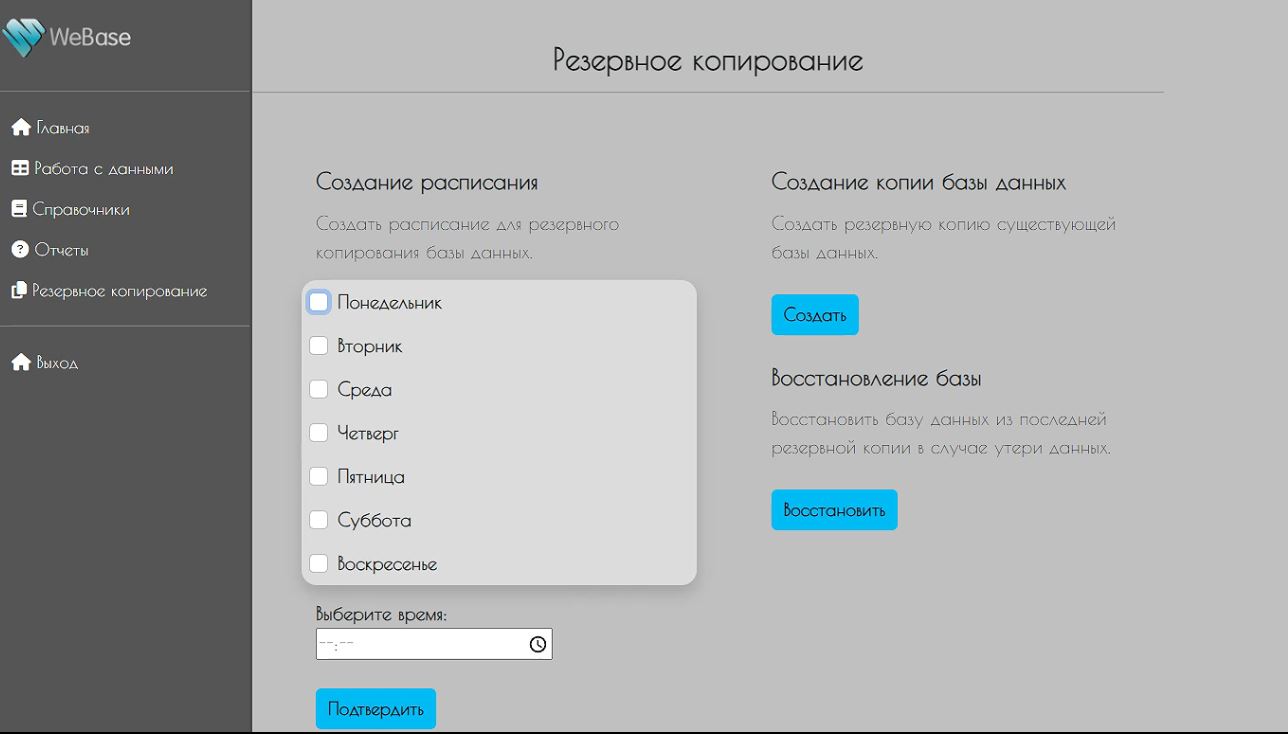 WeBase
Главная
Работа с данными
Справочники
Отчеты
Резервное копирование
Выход
Резервное копирование
Создание расписания
Создать расписание для резервного
копирования базы данных.
Понедельник
Вторник
Среда
Четверг
Пятница
Суббота
Воскресенье
Выберите время:
--:--
Подтвердить
Создание копии базы данных
Создать резервную копию существующей
базы данных.
Создать
Восстановление базы
Восстановить базу данных из последней
резервной копии в случае утери данных.
Восстановить